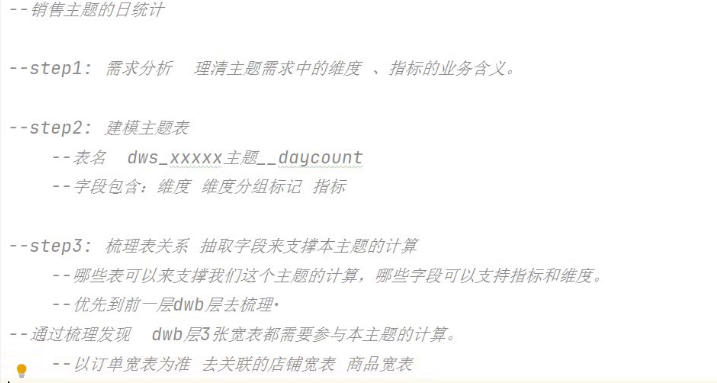 --销售主题的日统计
--step1: 需求分析  理清主题需求中的维度 、指标的业务含义。
--step2: 建模主题表
--表名  dws_xxxxx主题__daycount
--字段包含: 维度 维度分组标记 指标
--step3: 梳理表关系 抽取字段来支撑本主题的计算
--哪些表可以来支撑我们这个主题的计算, 哪些字段可以支持指标和维度。
--优先到前一层dwb层去梳理·
--通过梳理发现  dwb层3张宽表都需要参与本主题的计算。
--以订单宽表为准 去关联的店铺宽表 商品宽表